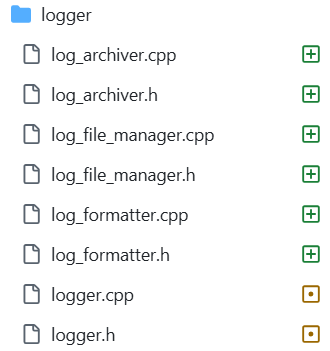 logger
log_archiver.cpp
log_archiver.h
log_file_manager.cpp
log_file_manager.h
log_formatter.cpp
log_formatter.h
logger.cpp
logger.h